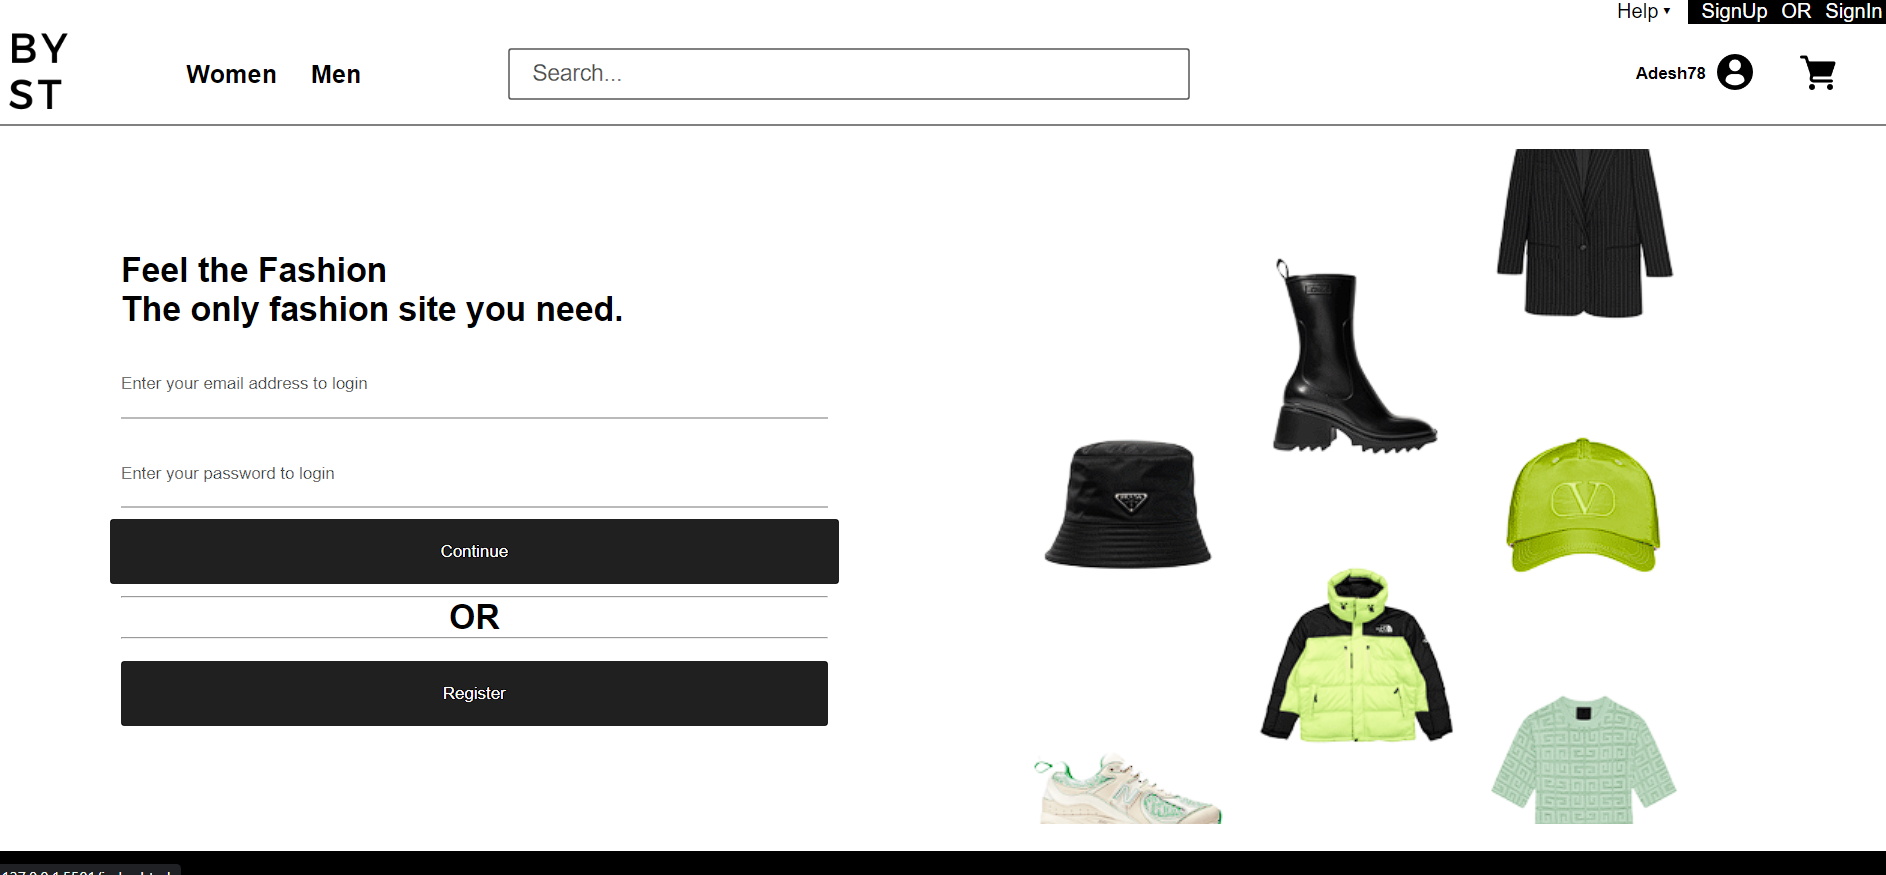 Help ▾ SignUp OR SignIn
BY
ST
Women Men Search... Adesh78
Feel the Fashion
The only fashion site you need.
Enter your email address to login
Enter your password to login
Continue
OR
Register
PRADA
V
N